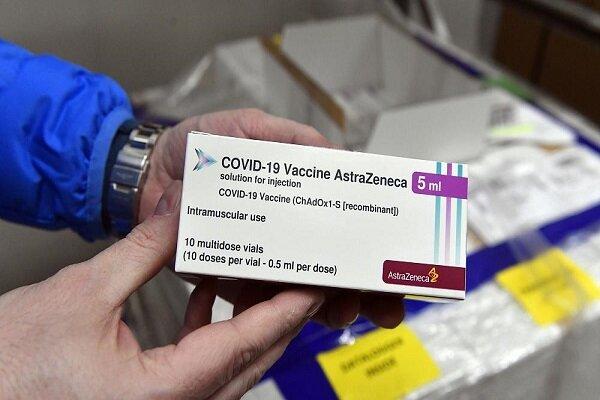 COVID-19 Vaccine AstraZeneca
5 ml
solution for injection
COVID-19 Vaccine (ChAdOx1-S [recombinant])
Intramuscular use
10 multidose vials
(10 doses per vial - 0.5 ml per dose)
AstraZeneca